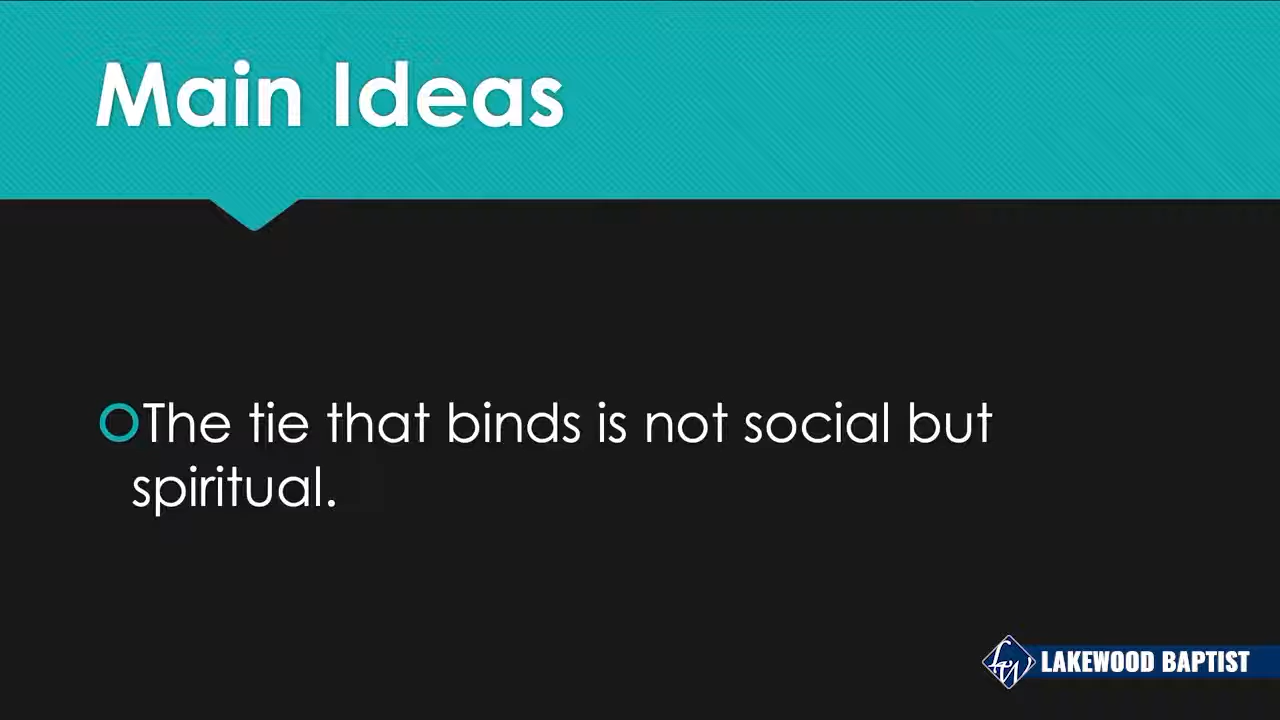 Main Ideas
The tie that binds is not social but
spiritual.
LAKEWOOD BAPTIST